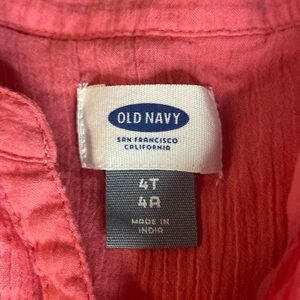 OLD NAVY
SAN FRANCISCO
CALIFORNIA
4T
4A
MADE IN
INDIA